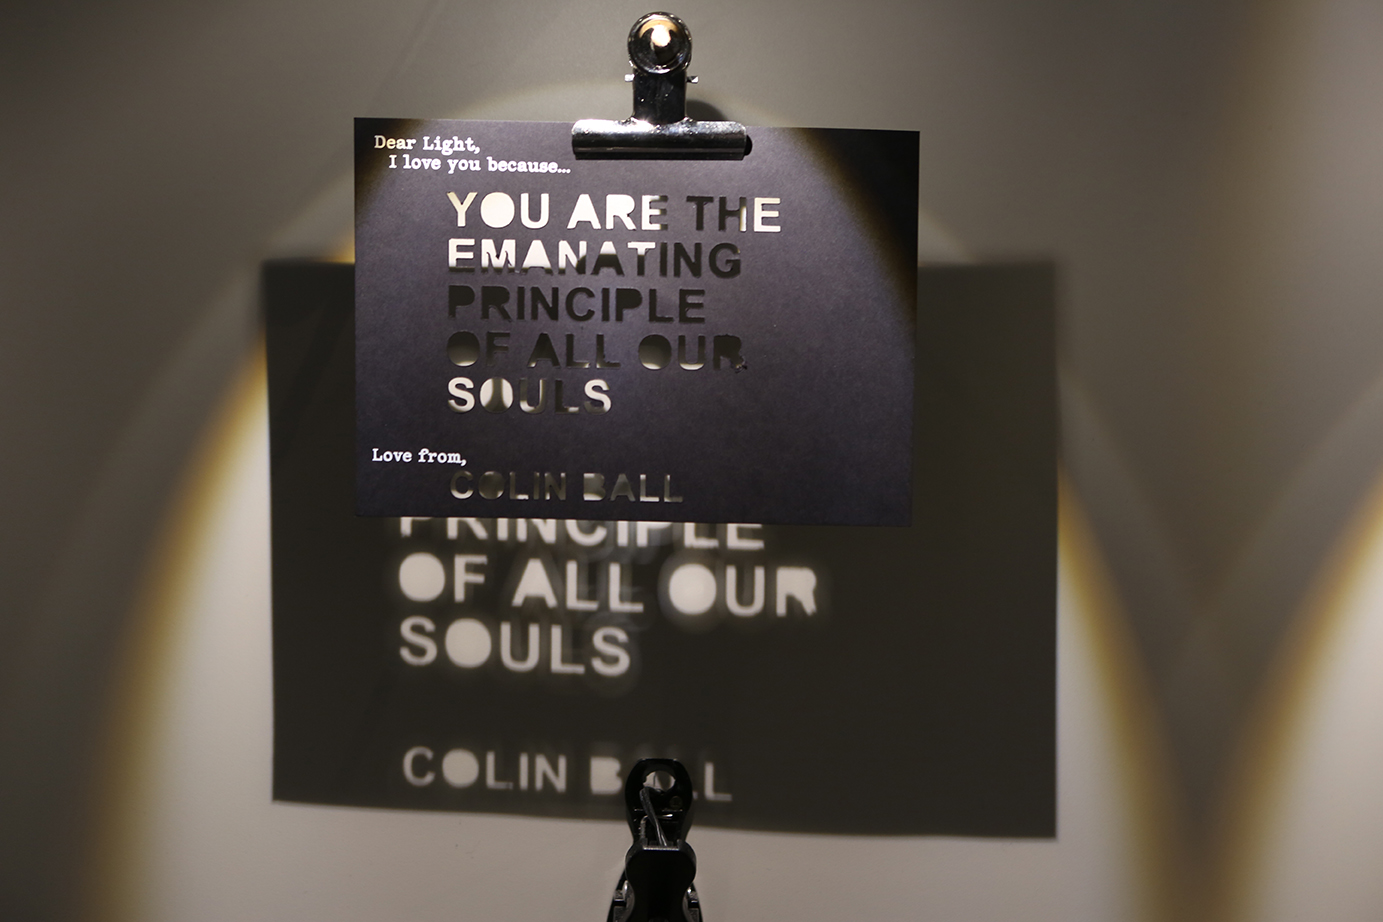 Dear Light,
I love you because...
YOU ARE THE
EMANATING
PRINCIPLE
OF ALL OUR
SOULS
Love from,
COLIN BALL
PRINCIPLE
OF ALL OUR
SOULS
COLIN BALL